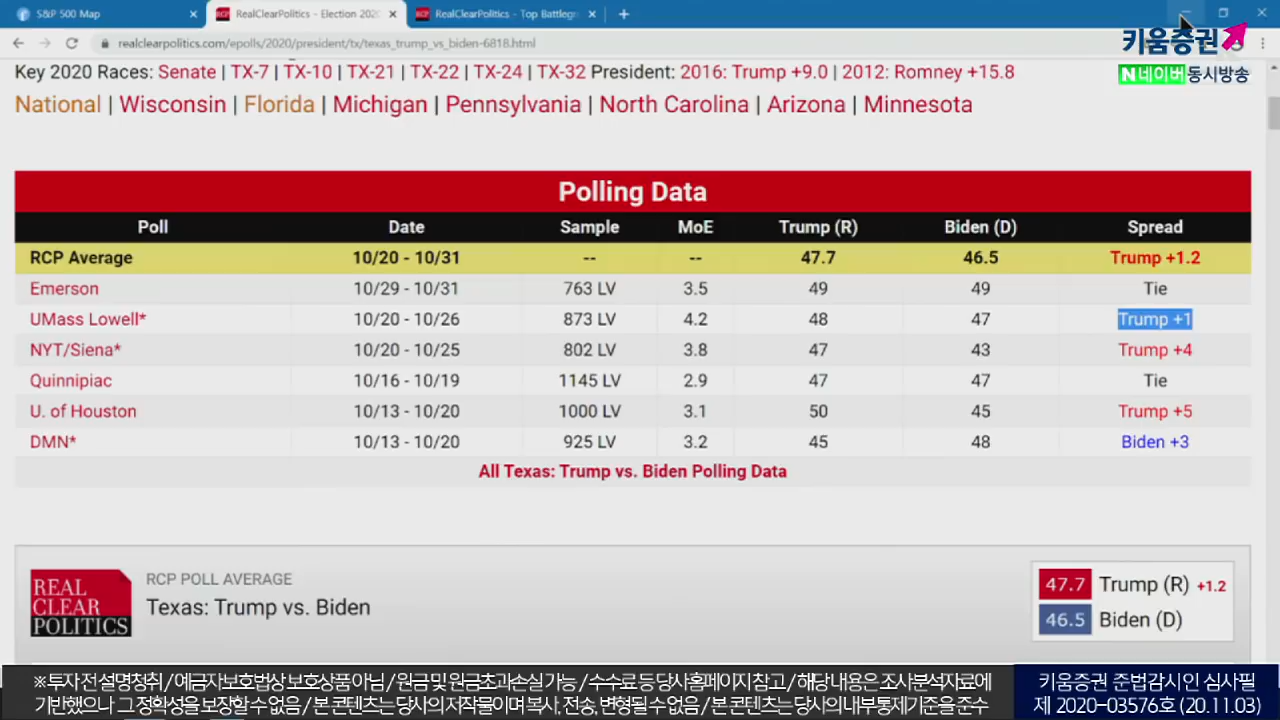 S&P 500 Map
RealClearPolitics - Election 202
RealClearPolitics - Top Battlegr
realclearpolitics.com/epolls/2020/president/tx/texas_trump_vs_biden-6818.html
키움증권
N네이버 동시방송
Key 2020 Races: Senate | TX-7 | TX-10 | TX-21 | TX-22 | TX-24 | TX-32 President: 2016: Trump +9.0 | 2012: Romney +15.8
National | Wisconsin | Florida | Michigan | Pennsylvania | North Carolina | Arizona | Minnesota
Polling Data
Poll Date Sample MoE Trump (R) Biden (D) Spread
RCP Average 10/20 - 10/31 -- -- 47.7 46.5 Trump +1.2
Emerson 10/29 - 10/31 763 LV 3.5 49 49 Tie
UMass Lowell* 10/20 - 10/26 873 LV 4.2 48 47 Trump +1
NYT/Siena* 10/20 - 10/25 802 LV 3.8 47 43 Trump +4
Quinnipiac 10/16 - 10/19 1145 LV 2.9 47 47 Tie
U. of Houston 10/13 - 10/20 1000 LV 3.1 50 45 Trump +5
DMN* 10/13 - 10/20 925 LV 3.2 45 48 Biden +3
All Texas: Trump vs. Biden Polling Data
REAL
CLEAR
POLITICS
RCP POLL AVERAGE
Texas: Trump vs. Biden
47.7 Trump (R) +1.2
46.5 Biden (D)
※투자 전 설명청취 / 예금자보호법상 보호상품 아님 / 원금 및 원금초과손실 가능 / 수수료 등 당사홈페이지 참고 / 해당 내용은 조사분석자료에
기반했으나 그 정확성을 보장할 수 없음 / 본 콘텐츠는 당사의 저작물이며 복사, 전송, 변형될 수 없음 / 본 콘텐츠는 당사의 내부통제기준을 준수
키움증권 준법감시인 심사필
제 2020-03576호 (20.11.03)